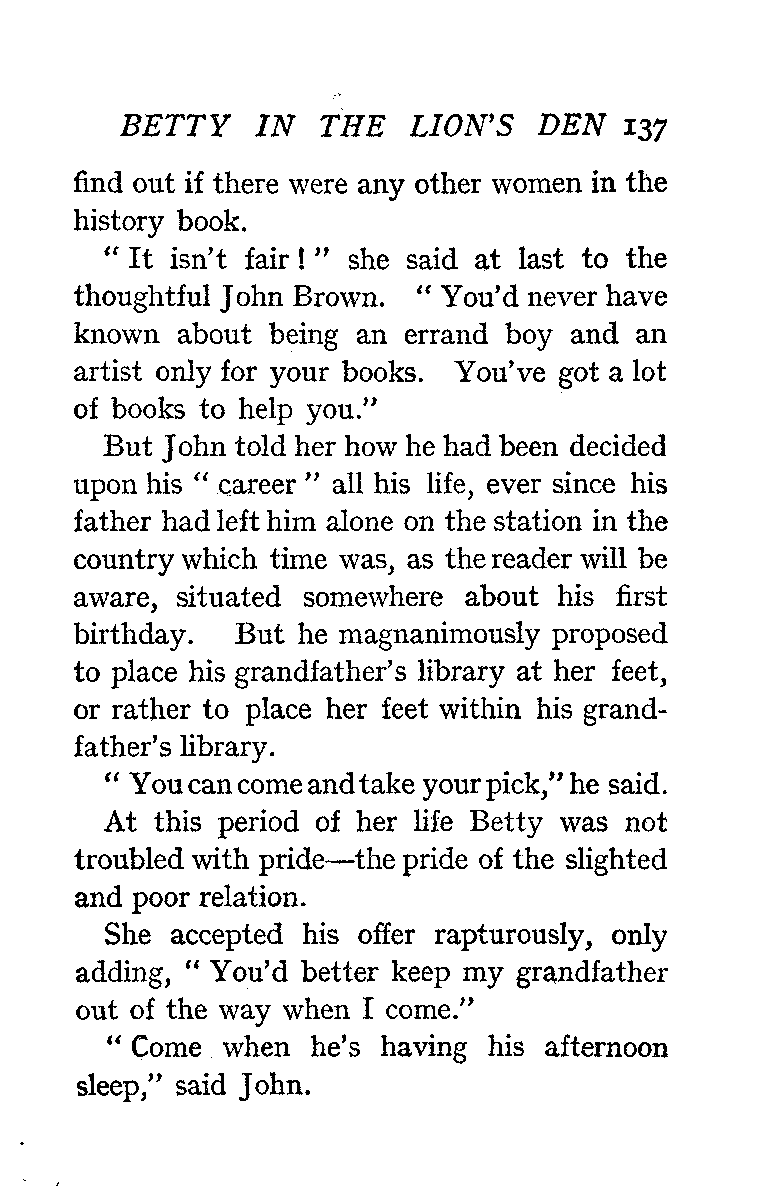 BETTY IN THE LION'S DEN 137
find out if there were any other women in the
history book.
" It isn't fair ! " she said at last to the
thoughtful John Brown. " You'd never have
known about being an errand boy and an
artist only for your books. You've got a lot
of books to help you."
But John told her how he had been decided
upon his " career " all his life, ever since his
father had left him alone on the station in the
country which time was, as the reader will be
aware, situated somewhere about his first
birthday. But he magnanimously proposed
to place his grandfather's library at her feet,
or rather to place her feet within his grand-
father's library.
" You can come and take your pick," he said.
At this period of her life Betty was not
troubled with pride—the pride of the slighted
and poor relation.
She accepted his offer rapturously, only
adding, " You'd better keep my grandfather
out of the way when I come."
" Come when he's having his afternoon
sleep," said John.